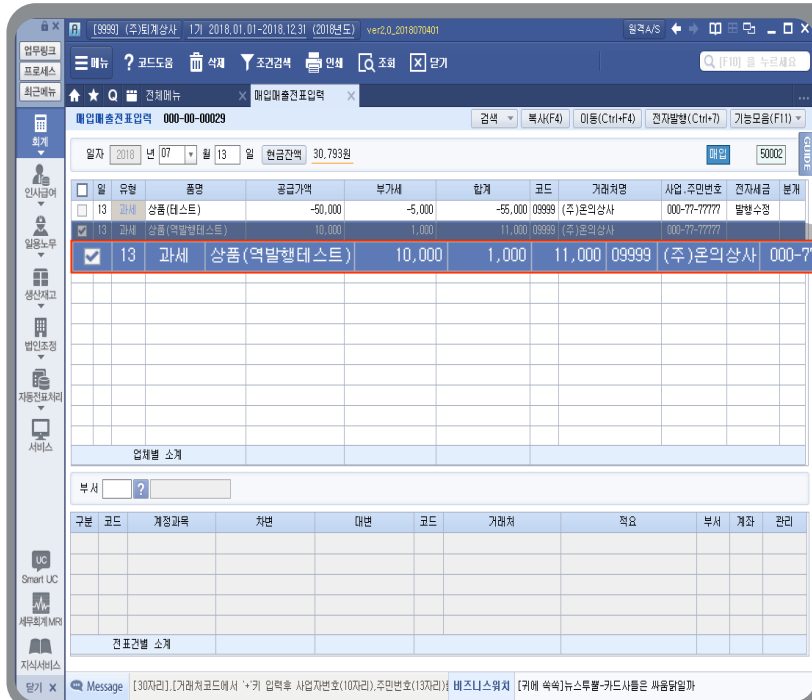 [9999] (주)퇴계상사 1기 2018.01.01-2018.12.31 (2018년도) ver2.0_2018070401 원격A/S
업무링크
프로세스
최근메뉴
메뉴 코드도움 삭제 조건검색 인쇄 조회 닫기 [F10] 를 누르세요
전체메뉴 매입매출전표입력
매입매출전표입력 000-00-00029 검색 복사(F4) 이동(Ctrl+F4) 전자발행(Ctrl+7) 기능모음(F11)
GUIDE
일자 2018 년 07 월 13 일 현금잔액 30,793원 매입 50002
일 유형 품명 공급가액 부가세 합계 코드 거래처명 사업.주민번호 전자세금 분개
13 과세 상품(테스트) -50,000 -5,000 -55,000 09999 (주)온의상사 000-77-77777 발행수정
13 과세 상품(역발행테스트) 10,000 1,000 11,000 09999 (주)온의상사 000-77-77777
13 과세 상품(역발행테스트) 10,000 1,000 11,000 09999 (주)온의상사 000-7
업체별 소계
부서
구분 코드 계정과목 차변 대변 코드 거래처 적요 부서 계좌 관리
전표건별 소계
회계
인사급여
일용노무
생산재고
법인조정
자동전표처리
서비스
UC
Smart UC
세무회계MRI
지식서비스
닫기
Message [30자리],[거래처코드에서 '+'키 입력후 사업자번호(10자리),주민번호(13자리) 비즈니스워치 [귀에 쏙쏙]뉴스투뿔-카드사들은 싸움닭일까